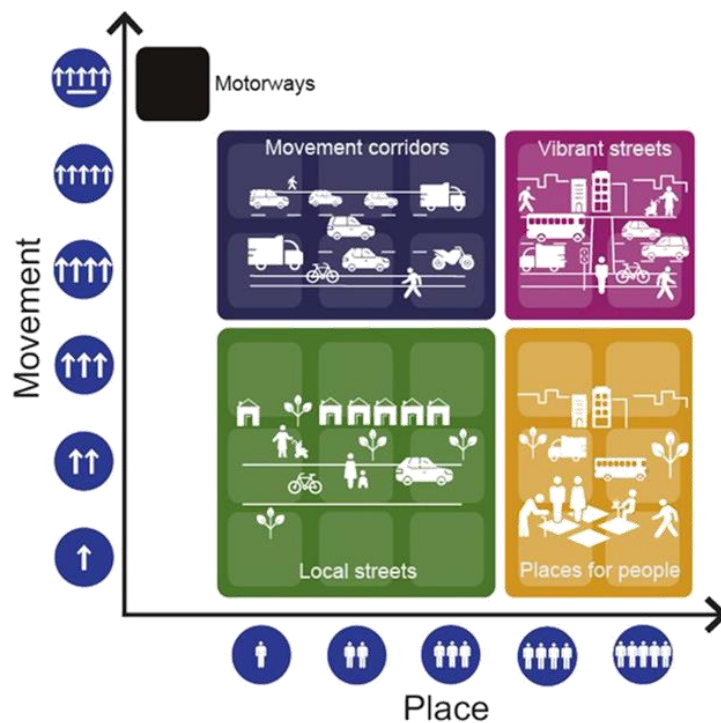 Motorways
Movement corridors
Vibrant streets
Movement
Local streets
Places for people
Place